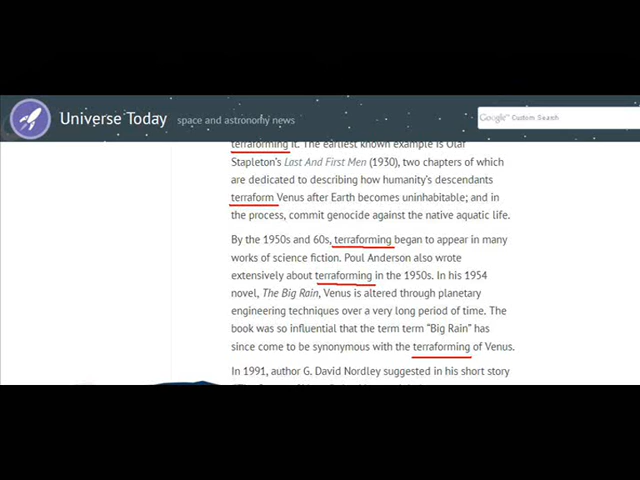 Universe Today
space and astronomy news
Google™ Custom Search
terraforming it. The earliest known example is Olaf
Stapleton's Last And First Men (1930), two chapters of which
are dedicated to describing how humanity's descendants
terraform Venus after Earth becomes uninhabitable; and in
the process, commit genocide against the native aquatic life.
By the 1950s and 60s, terraforming began to appear in many
works of science fiction. Poul Anderson also wrote
extensively about terraforming in the 1950s. In his 1954
novel, The Big Rain, Venus is altered through planetary
engineering techniques over a very long period of time. The
book was so influential that the term term "Big Rain" has
since come to be synonymous with the terraforming of Venus.
In 1991, author G. David Nordley suggested in his short story